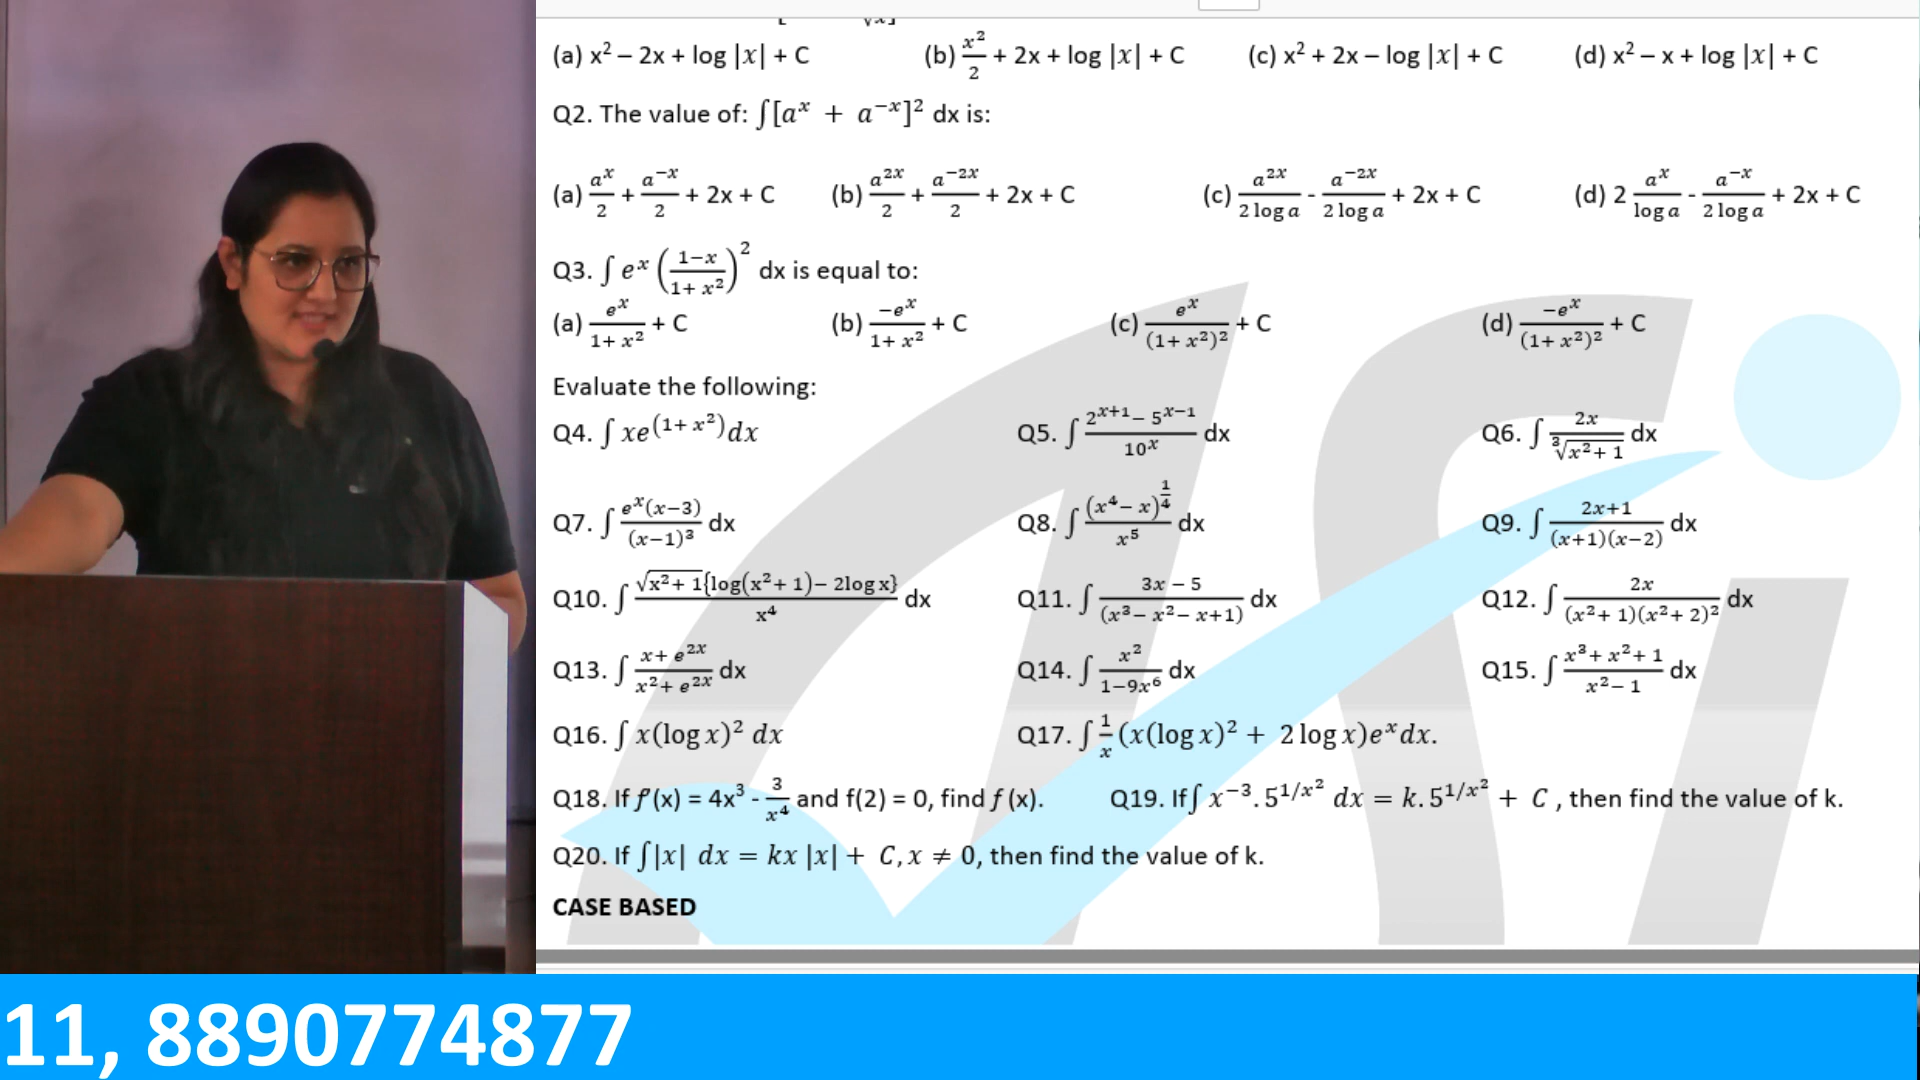 (a) x² – 2x + log |x| + C (b) x²/2 + 2x + log |x| + C (c) x² + 2x – log |x| + C (d) x² – x + log |x| + C
Q2. The value of: ∫[aˣ + a⁻ˣ]² dx is:
(a) aˣ/2 + a⁻ˣ/2 + 2x + C (b) a²ˣ/2 + a⁻²ˣ/2 + 2x + C (c) a²ˣ/(2 log a) - a⁻²ˣ/(2 log a) + 2x + C (d) 2 aˣ/(log a) - a⁻ˣ/(2 log a) + 2x + C
Q3. ∫ eˣ ((1−x)/(1+ x²))² dx is equal to:
(a) eˣ/(1+ x²) + C (b) −eˣ/(1+ x²) + C (c) eˣ/(1+ x²)² + C (d) −eˣ/(1+ x²)² + C
Evaluate the following:
Q4. ∫ xe^(1+ x²) dx Q5. ∫ (2^(x+1) − 5^(x−1))/10ˣ dx Q6. ∫ 2x/∛(x²+ 1) dx
Q7. ∫ eˣ(x−3)/(x−1)³ dx Q8. ∫ (x⁴− x)^(1/4)/x⁵ dx Q9. ∫ (2x+1)/((x+1)(x−2)) dx
Q10. ∫ √(x²+ 1){log(x²+ 1)− 2log x}/x⁴ dx Q11. ∫ (3x − 5)/(x³− x²− x+1) dx Q12. ∫ 2x/((x²+ 1)(x²+ 2)²) dx
Q13. ∫ (x+ e²ˣ)/(x²+ e²ˣ) dx Q14. ∫ x²/(1−9x⁶) dx Q15. ∫ (x³+ x²+ 1)/(x²− 1) dx
Q16. ∫ x(log x)² dx Q17. ∫ 1/x (x(log x)² + 2 log x)eˣdx.
Q18. If f′(x) = 4x³ - 3/x⁴ and f(2) = 0, find f (x). Q19. If∫ x⁻³. 5^(1/x²) dx = k. 5^(1/x²) + C , then find the value of k.
Q20. If ∫|x| dx = kx |x| + C, x ≠ 0, then find the value of k.
CASE BASED
11, 8890774877